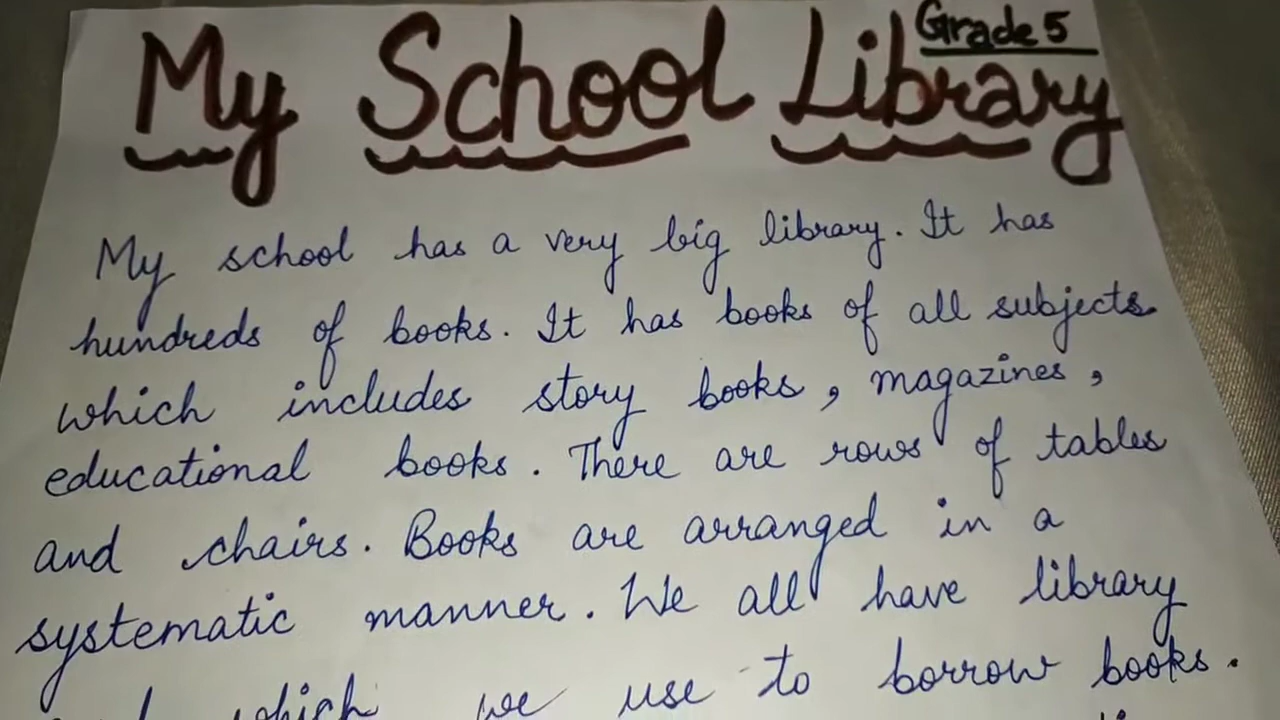 Grade 5
My School Library
My school has a very big library. It has
hundreds of books. It has books of all subjects
which includes story books, magazines,
educational books. There are rows of tables
and chairs. Books are arranged in a
systematic manner. We all have library
which we use to borrow books.